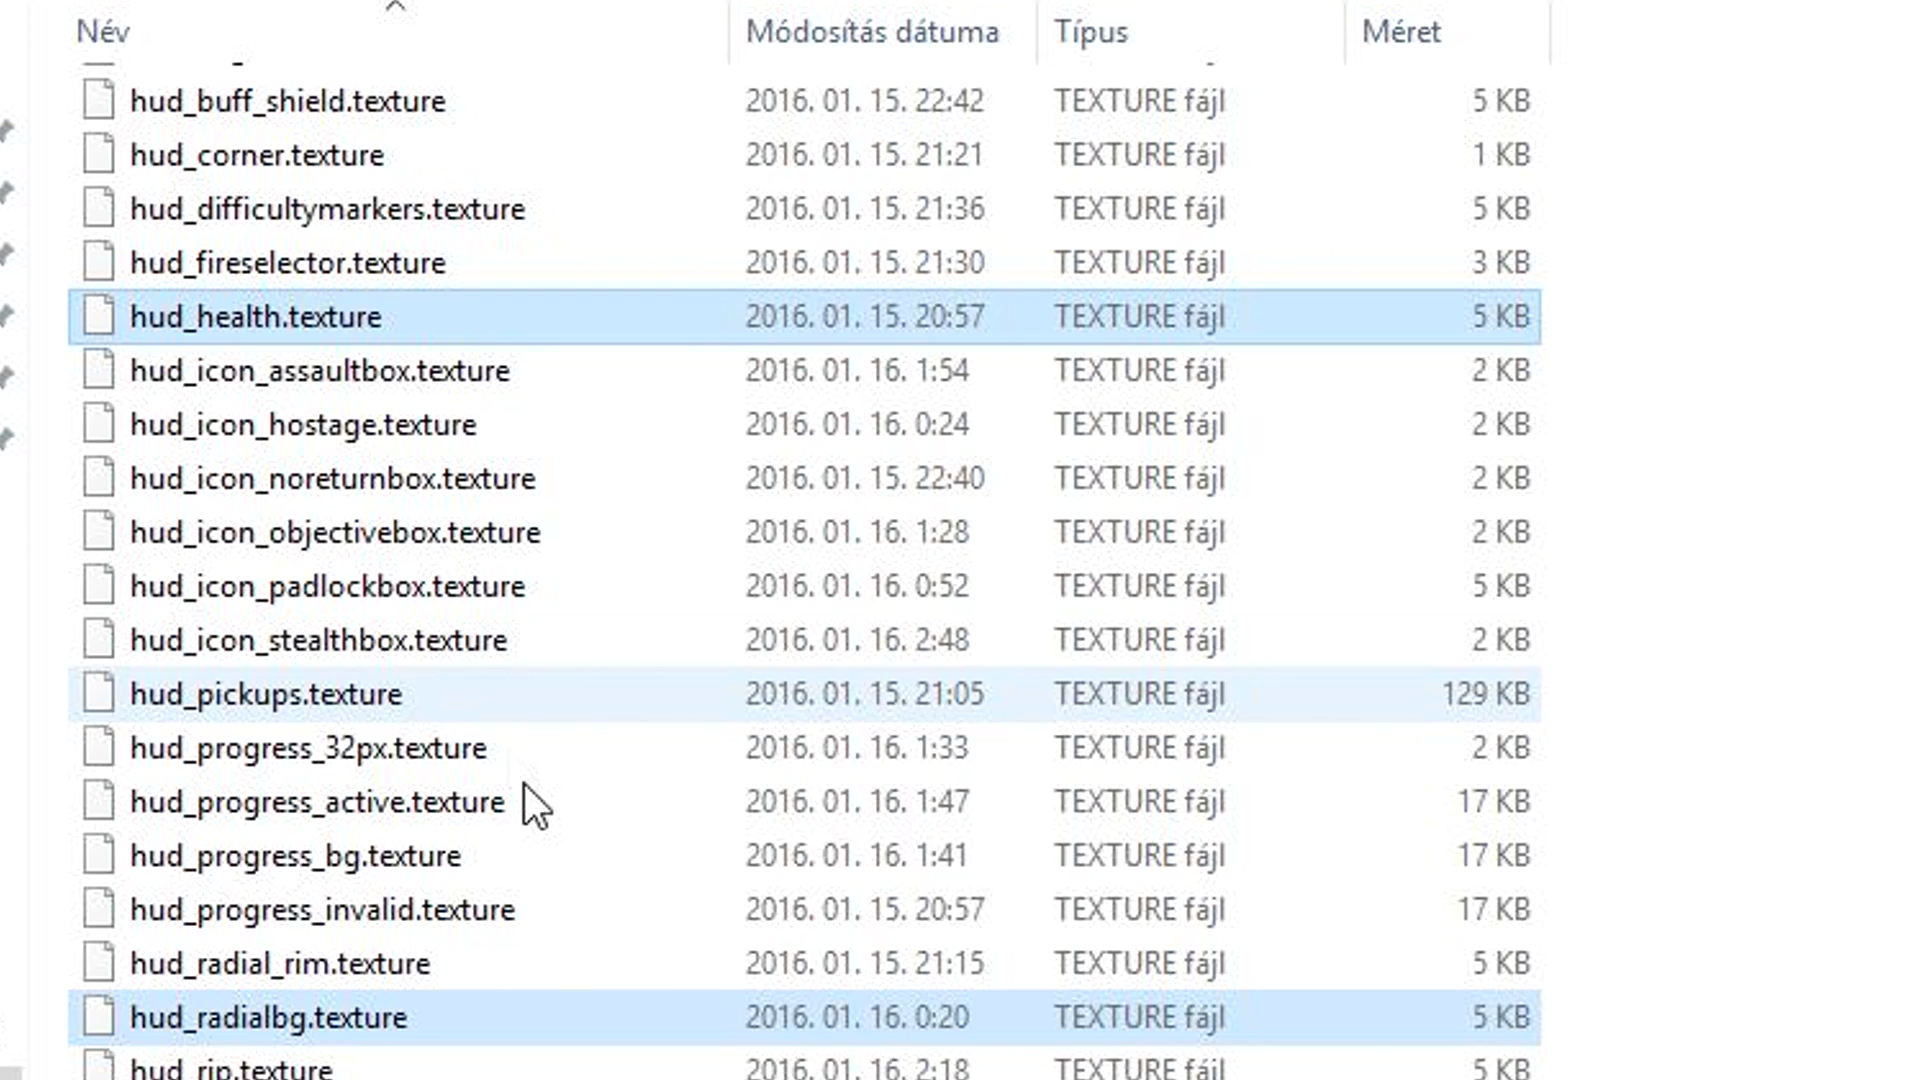 Név Módosítás dátuma Típus Méret
hud_buff_shield.texture 2016. 01. 15. 22:42 TEXTURE fájl 5 KB
hud_corner.texture 2016. 01. 15. 21:21 TEXTURE fájl 1 KB
hud_difficultymarkers.texture 2016. 01. 15. 21:36 TEXTURE fájl 5 KB
hud_fireselector.texture 2016. 01. 15. 21:30 TEXTURE fájl 3 KB
hud_health.texture 2016. 01. 15. 20:57 TEXTURE fájl 5 KB
hud_icon_assaultbox.texture 2016. 01. 16. 1:54 TEXTURE fájl 2 KB
hud_icon_hostage.texture 2016. 01. 16. 0:24 TEXTURE fájl 2 KB
hud_icon_noreturnbox.texture 2016. 01. 15. 22:40 TEXTURE fájl 2 KB
hud_icon_objectivebox.texture 2016. 01. 16. 1:28 TEXTURE fájl 2 KB
hud_icon_padlockbox.texture 2016. 01. 16. 0:52 TEXTURE fájl 5 KB
hud_icon_stealthbox.texture 2016. 01. 16. 2:48 TEXTURE fájl 2 KB
hud_pickups.texture 2016. 01. 15. 21:05 TEXTURE fájl 129 KB
hud_progress_32px.texture 2016. 01. 16. 1:33 TEXTURE fájl 2 KB
hud_progress_active.texture 2016. 01. 16. 1:47 TEXTURE fájl 17 KB
hud_progress_bg.texture 2016. 01. 16. 1:41 TEXTURE fájl 17 KB
hud_progress_invalid.texture 2016. 01. 15. 20:57 TEXTURE fájl 17 KB
hud_radial_rim.texture 2016. 01. 15. 21:15 TEXTURE fájl 5 KB
hud_radialbg.texture 2016. 01. 16. 0:20 TEXTURE fájl 5 KB
hud_rip.texture 2016. 01. 16. 2:18 TEXTURE fájl 5 KB